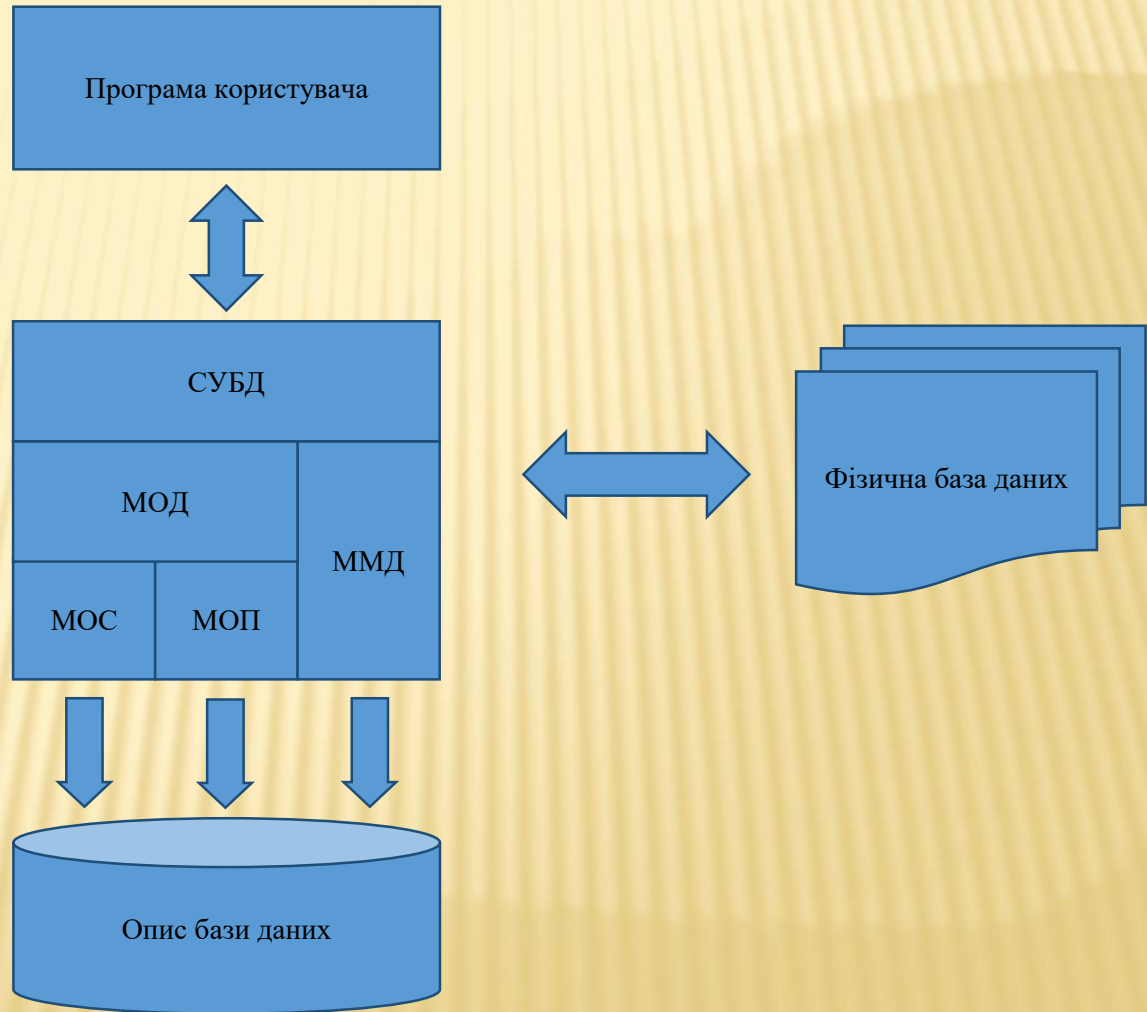 Програма користувача
СУБД
МОД
ММД
МОС
МОП
Фізична база даних
Опис бази даних